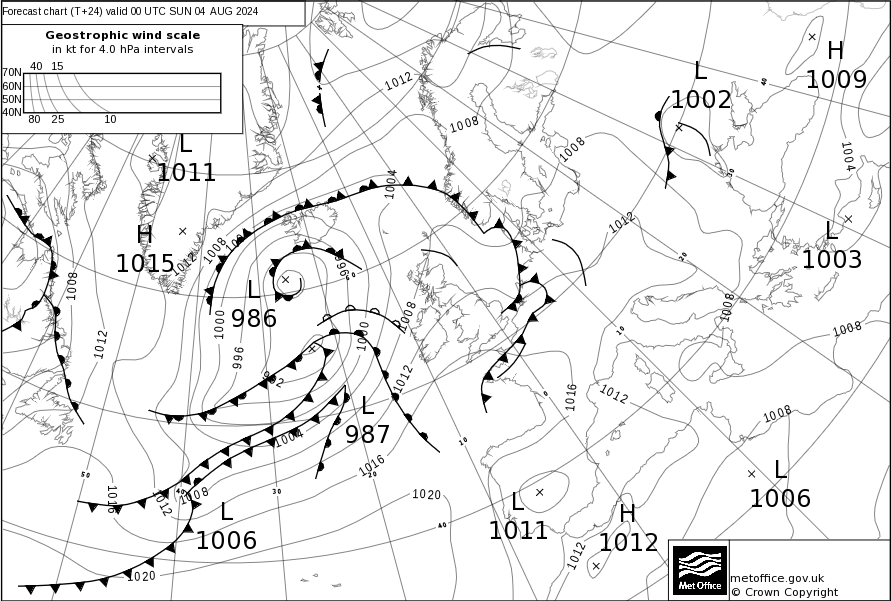 Forecast chart (T+24) valid 00 UTC SUN 04 AUG 2024
Geostrophic wind scale
in kt for 4.0 hPa intervals
40 15
70N
60N
50N
40N
80 25 10
L
1011
H
1015
L
986
L
987
L
1006
L
1002
H
1009
L
1003
L
1006
L
1011
H
1012
1012
1008
1008
1004
1012
1004
1008
1012
1008
1012
996
1000
996
1000
1008
1012
1004
1016
1020
1008
1012
1016
1020
1016
1012
1008
1008
1008
1012
50
40
30
20
10
0
10
20
30
40
40
Met Office
metoffice.gov.uk
© Crown Copyright